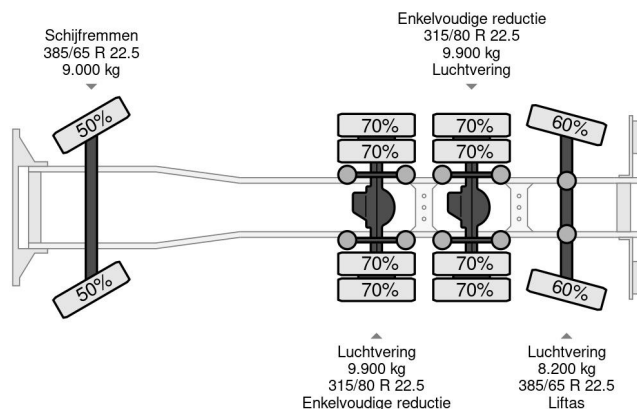 Schijfremmen
385/65 R 22.5
9.000 kg
Enkelvoudige reductie
315/80 R 22.5
9.900 kg
Luchtvering
50%
70%
70%
60%
70%
70%
50%
70%
70%
60%
70%
70%
Luchtvering
9.900 kg
315/80 R 22.5
Enkelvoudige reductie
Luchtvering
8.200 kg
385/65 R 22.5
Liftas